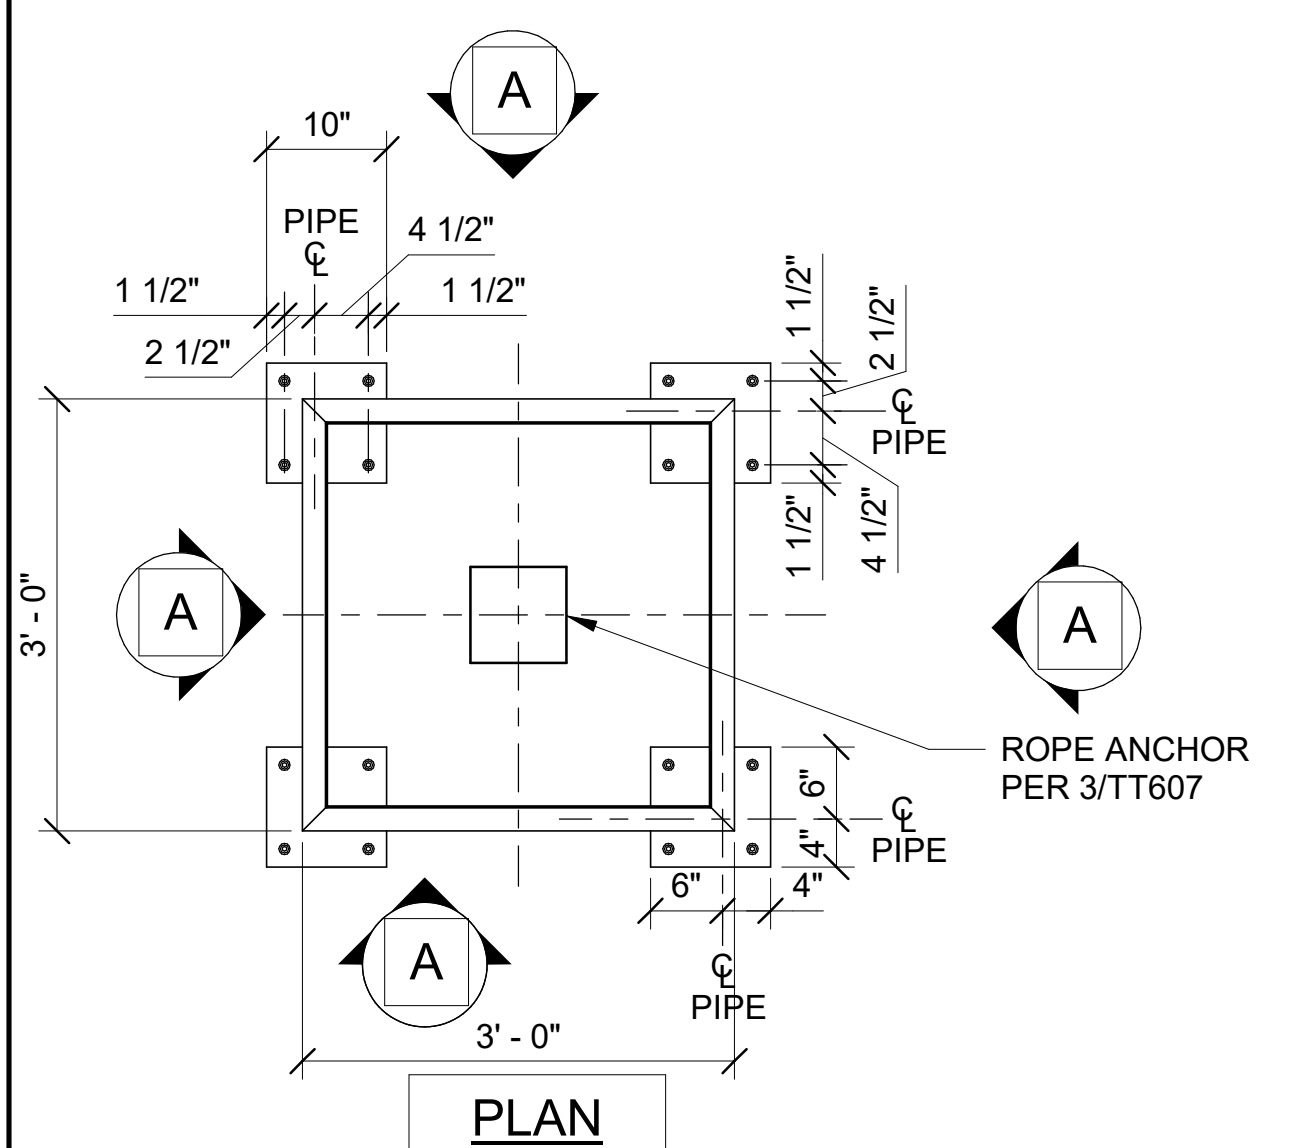 A
10"
PIPE
℄
4 1/2"
1 1/2"
1 1/2"
2 1/2"
1 1/2"
2 1/2"
℄
PIPE
1 1/2"
4 1/2"
3' - 0"
A
A
ROPE ANCHOR
PER 3/TT607
6"
℄
PIPE
4"
6"
4"
A
℄
PIPE
3' - 0"
PLAN